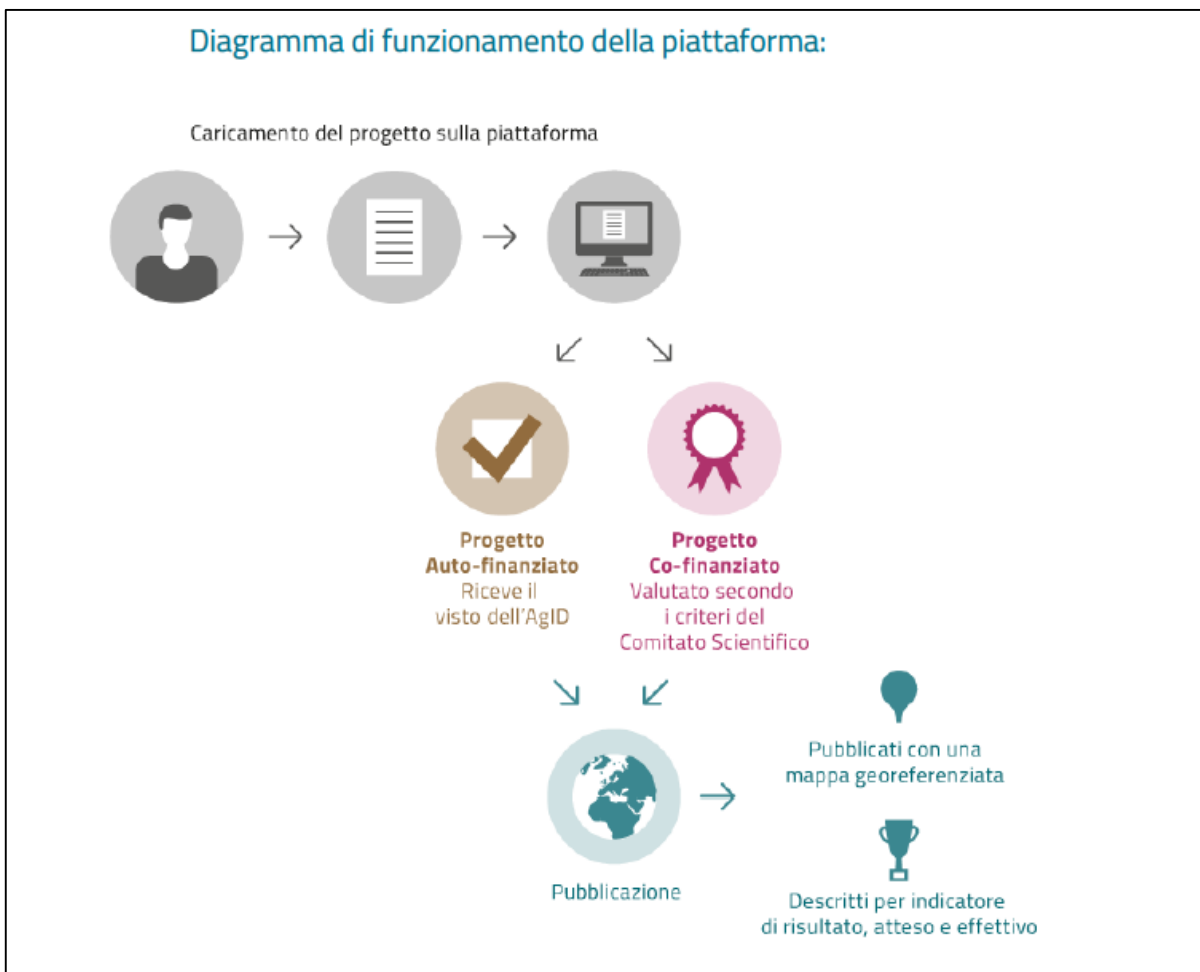 Diagramma di funzionamento della piattaforma:
Caricamento del progetto sulla piattaforma
Progetto
Auto-finanziato
Riceve il
visto dell'AgID
Progetto
Co-finanziato
Valutato secondo
i criteri del
Comitato Scientifico
Pubblicazione
Pubblicati con una
mappa georeferenziata
Descritti per indicatore
di risultato, atteso e effettivo